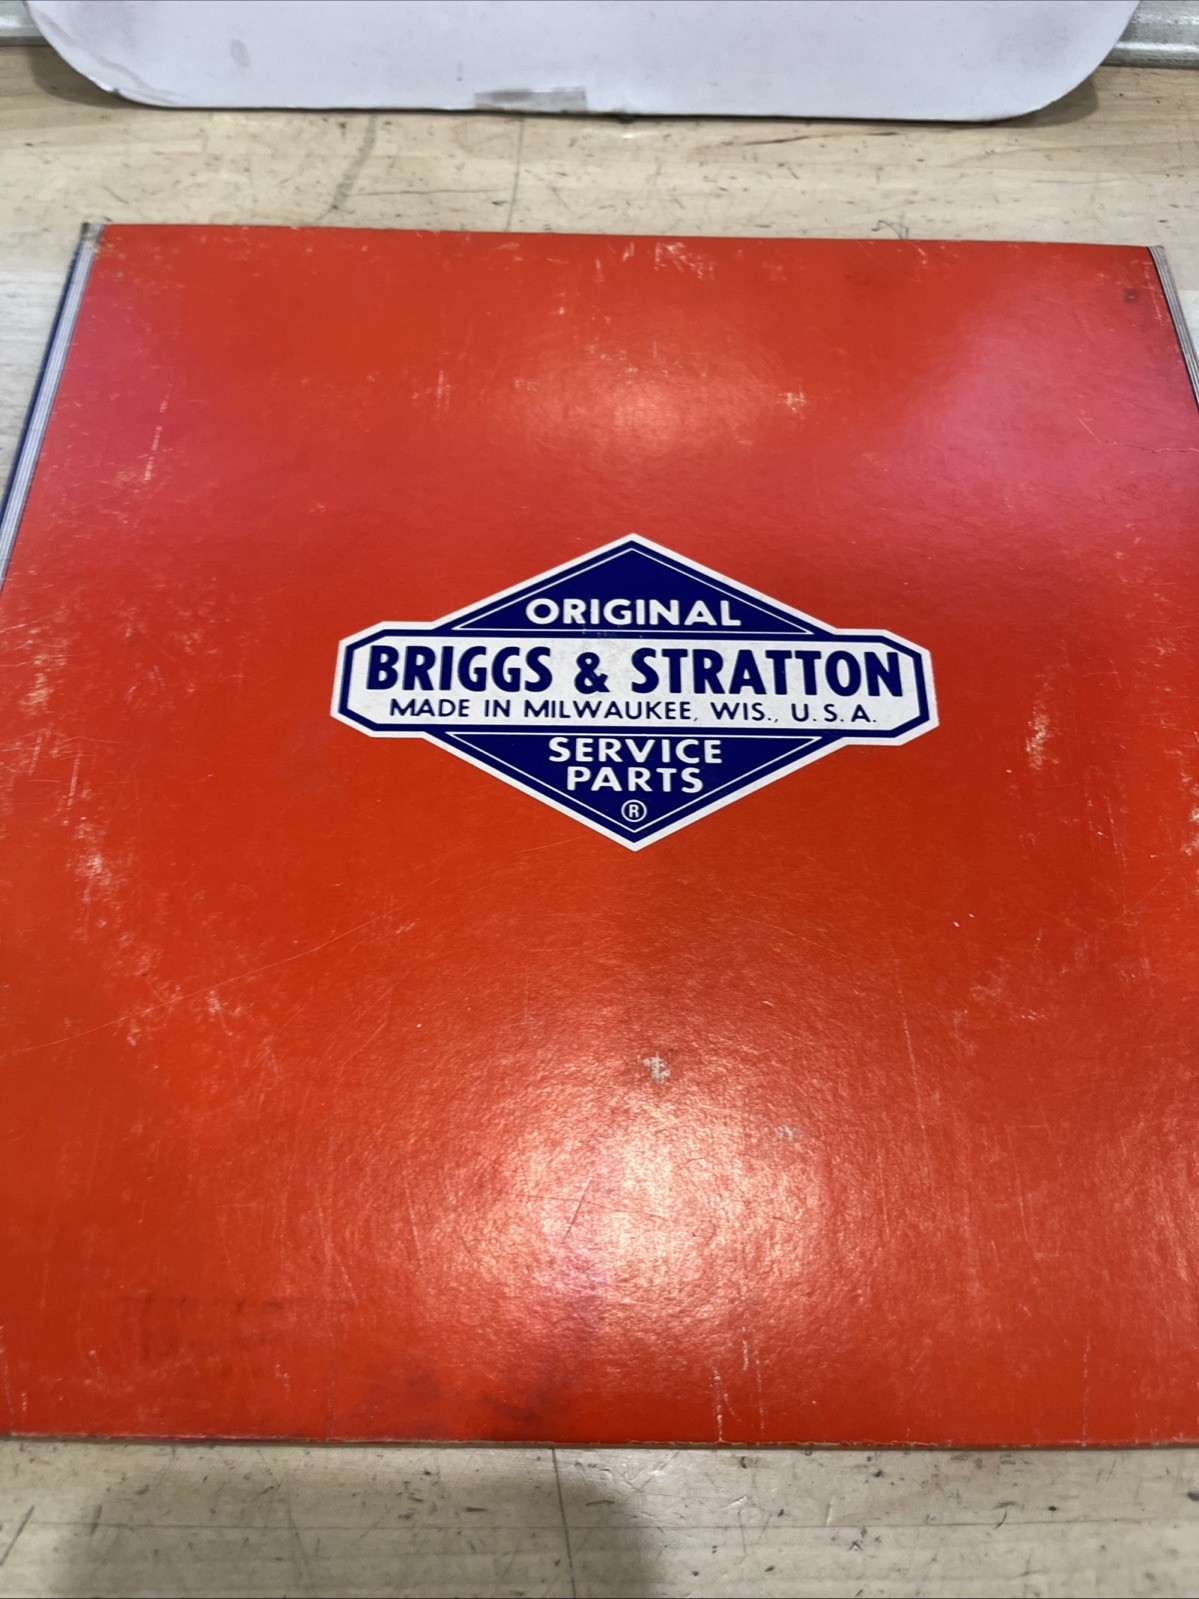 ORIGINAL
BRIGGS & STRATTON
MADE IN MILWAUKEE, WIS., U.S.A.
SERVICE
PARTS
®